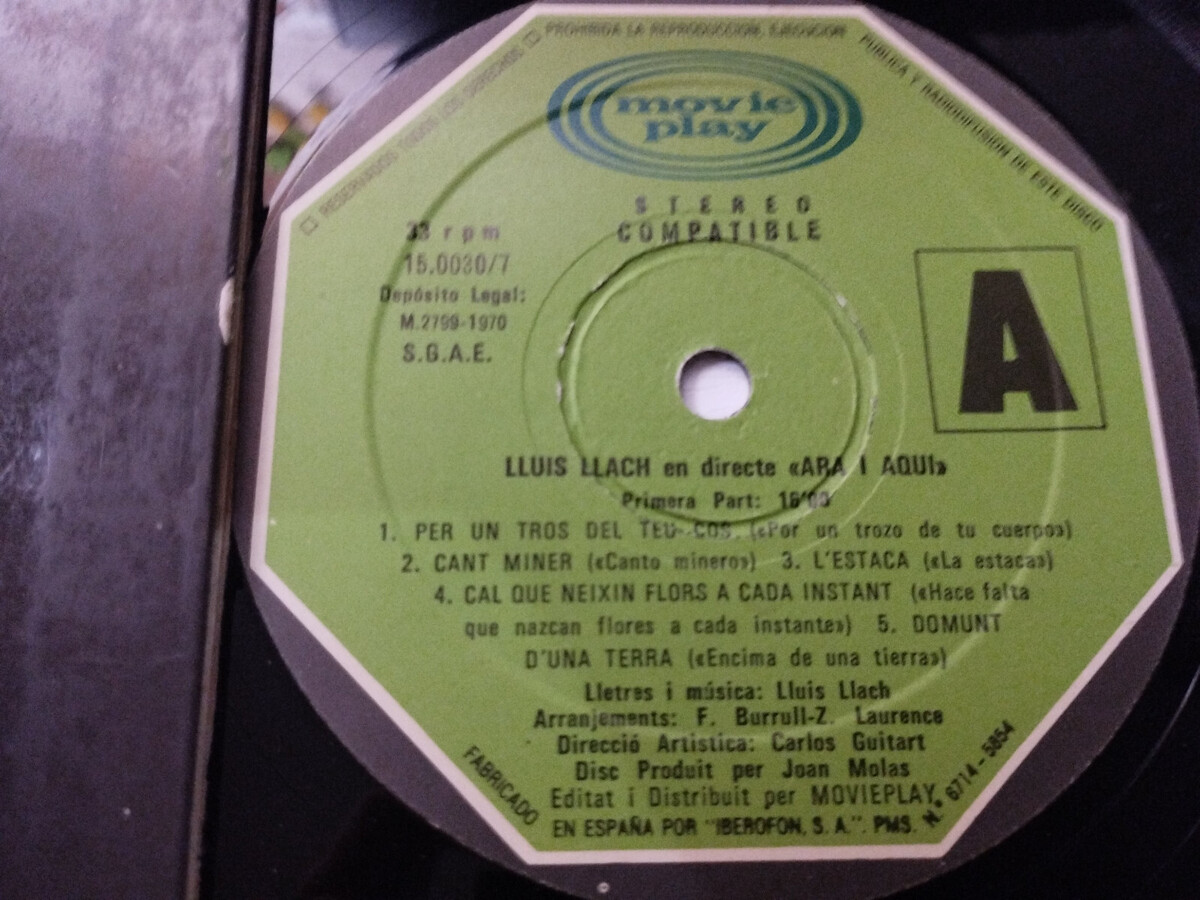 □ RESERVADO TODOS LOS DERECHOS □ PROHIBIDA LA REPRODUCCION, EJECUCION PUBLICA Y RADIODIFUSION DE ESTE DISCO
movie
play
STEREO
COMPATIBLE
33 rpm
15.0030/7
Depósito Legal:
M.2799-1970
S.G.A.E.
A
LLUIS LLACH en directe «ARA I AQUI»
Primera Part:
1. PER UN TROS DEL TEU COS. («Por un trozo de tu cuerpo»)
2. CANT MINER («Canto minero») 3. L'ESTACA («La estaca»)
4. CAL QUE NEIXIN FLORS A CADA INSTANT («Hace falta
que nazcan flores a cada instante») 5. DOMUNT
D'UNA TERRA («Encima de una tierra»)
Lletres i música: Lluis Llach
Arranjements: F. Burrull-Z. Laurence
Direcció Artistica: Carlos Guitart
Disc Produit per Joan Molas
Editat i Distribuit per MOVIEPLAY.
FABRICADO EN ESPAÑA POR "IBEROFON, S. A.". PMS. N.º 6714-5854